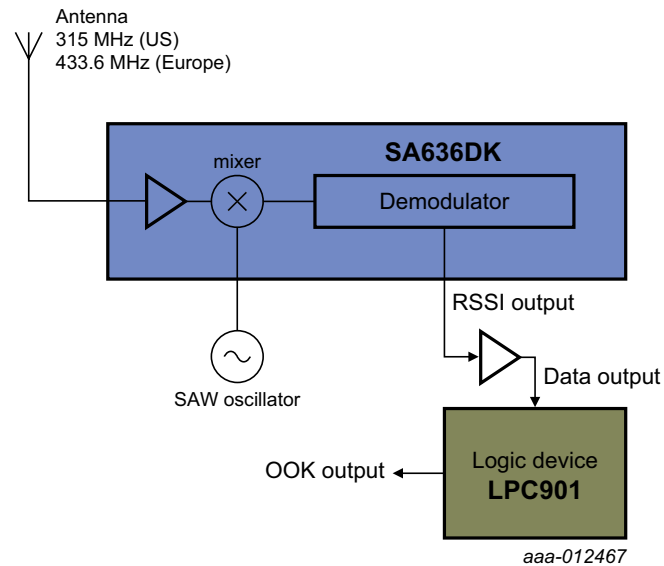 Antenna
315 MHz (US)
433.6 MHz (Europe)
SA636DK
mixer
Demodulator
RSSI output
SAW oscillator
Data output
Logic device
LPC901
OOK output
aaa-012467